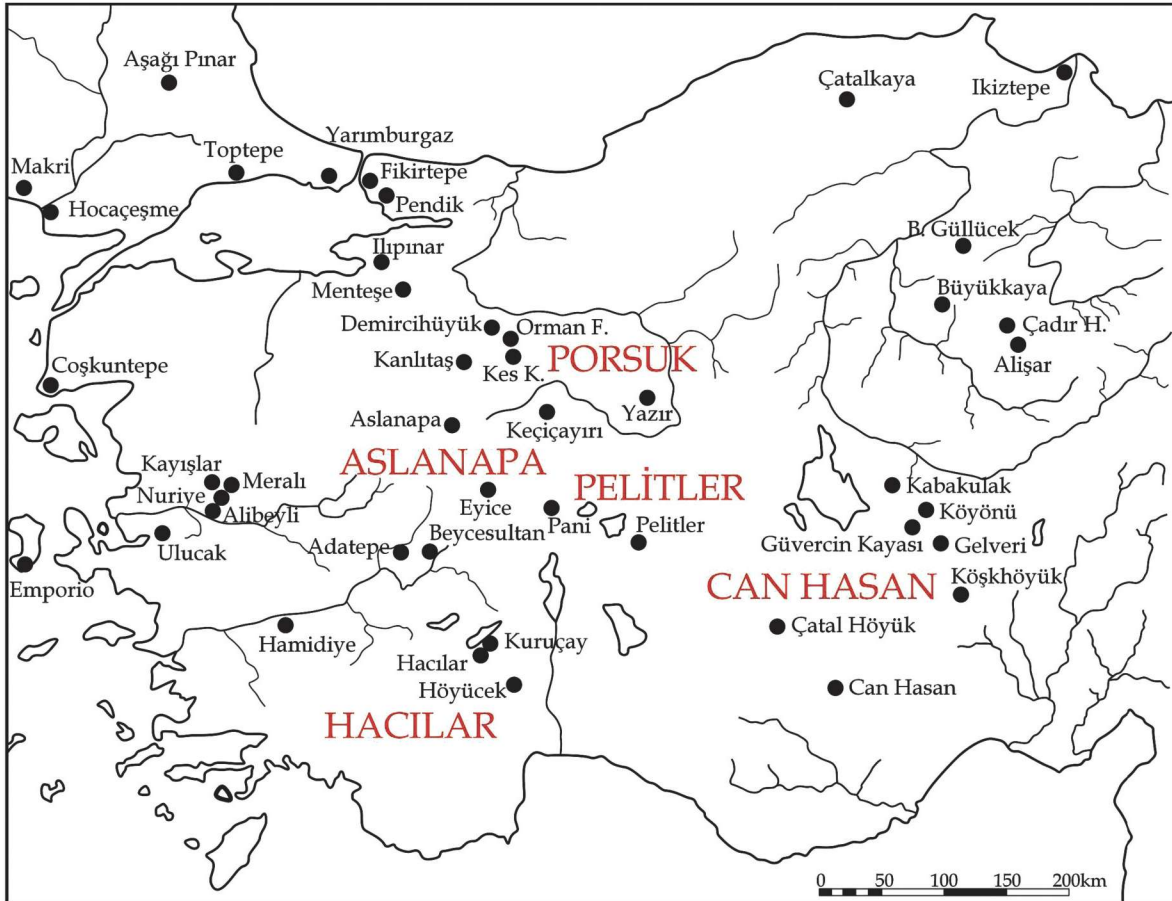 Aşağı Pınar
Çatalkaya
Ikiztepe
Yarımburgaz
Toptepe
Makri
Fikirtepe
Pendik
Hocaçeşme
B. Güllücek
Ilıpınar
Menteşe
Büyükkaya
Demircihüyük
Orman F.
Çadır H.
PORSUK
Kanlıtaş
Kes K.
Alişar
Coşkuntepe
Yazır
Aslanapa
Keçiçayırı
ASLANAPA
Kayışlar
Meralı
PELİTLER
Kabakulak
Nuriye
Eyice
Köyönü
Alibeyli
Pani
Beycesultan
Pelitler
Güvercin Kayası
Gelveri
Ulucak
Adatepe
Emporio
CAN HASAN
Köşkhöyük
Hamidiye
Çatal Höyük
Kuruçay
Hacılar
Höyücek
Can Hasan
HACILAR
0 50 100 150 200km